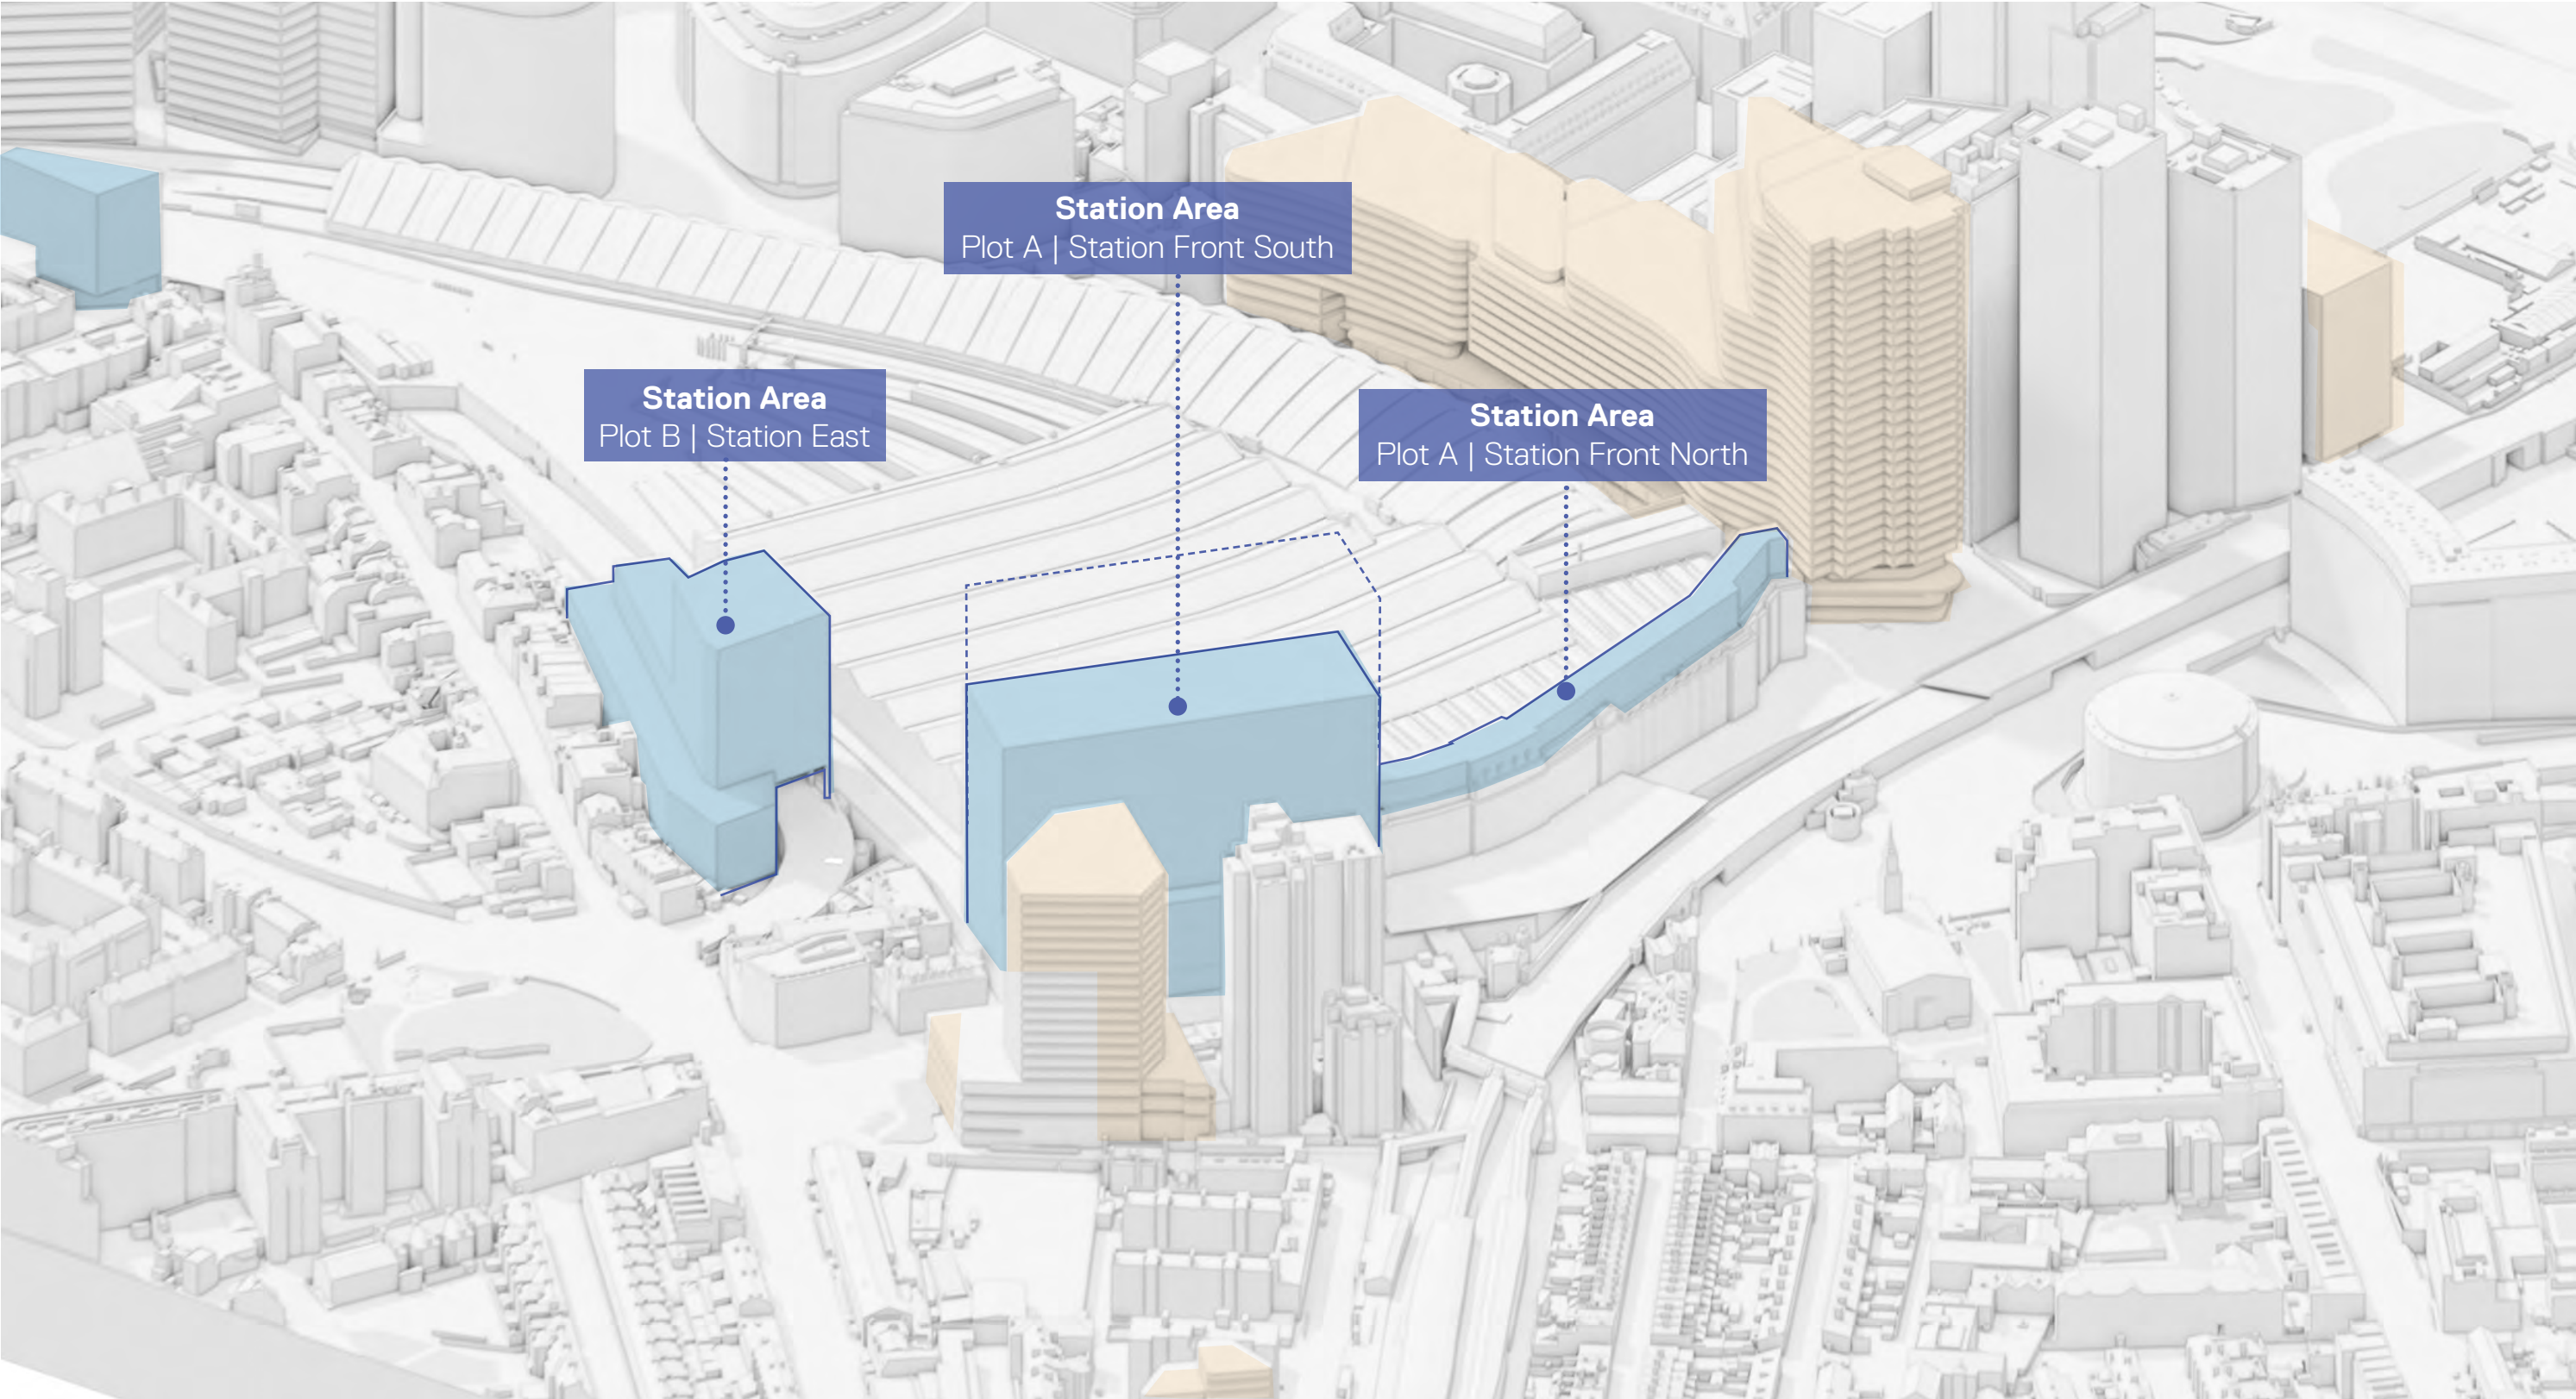 Station Area
Plot A | Station Front South
Station Area
Plot B | Station East
Station Area
Plot A | Station Front North